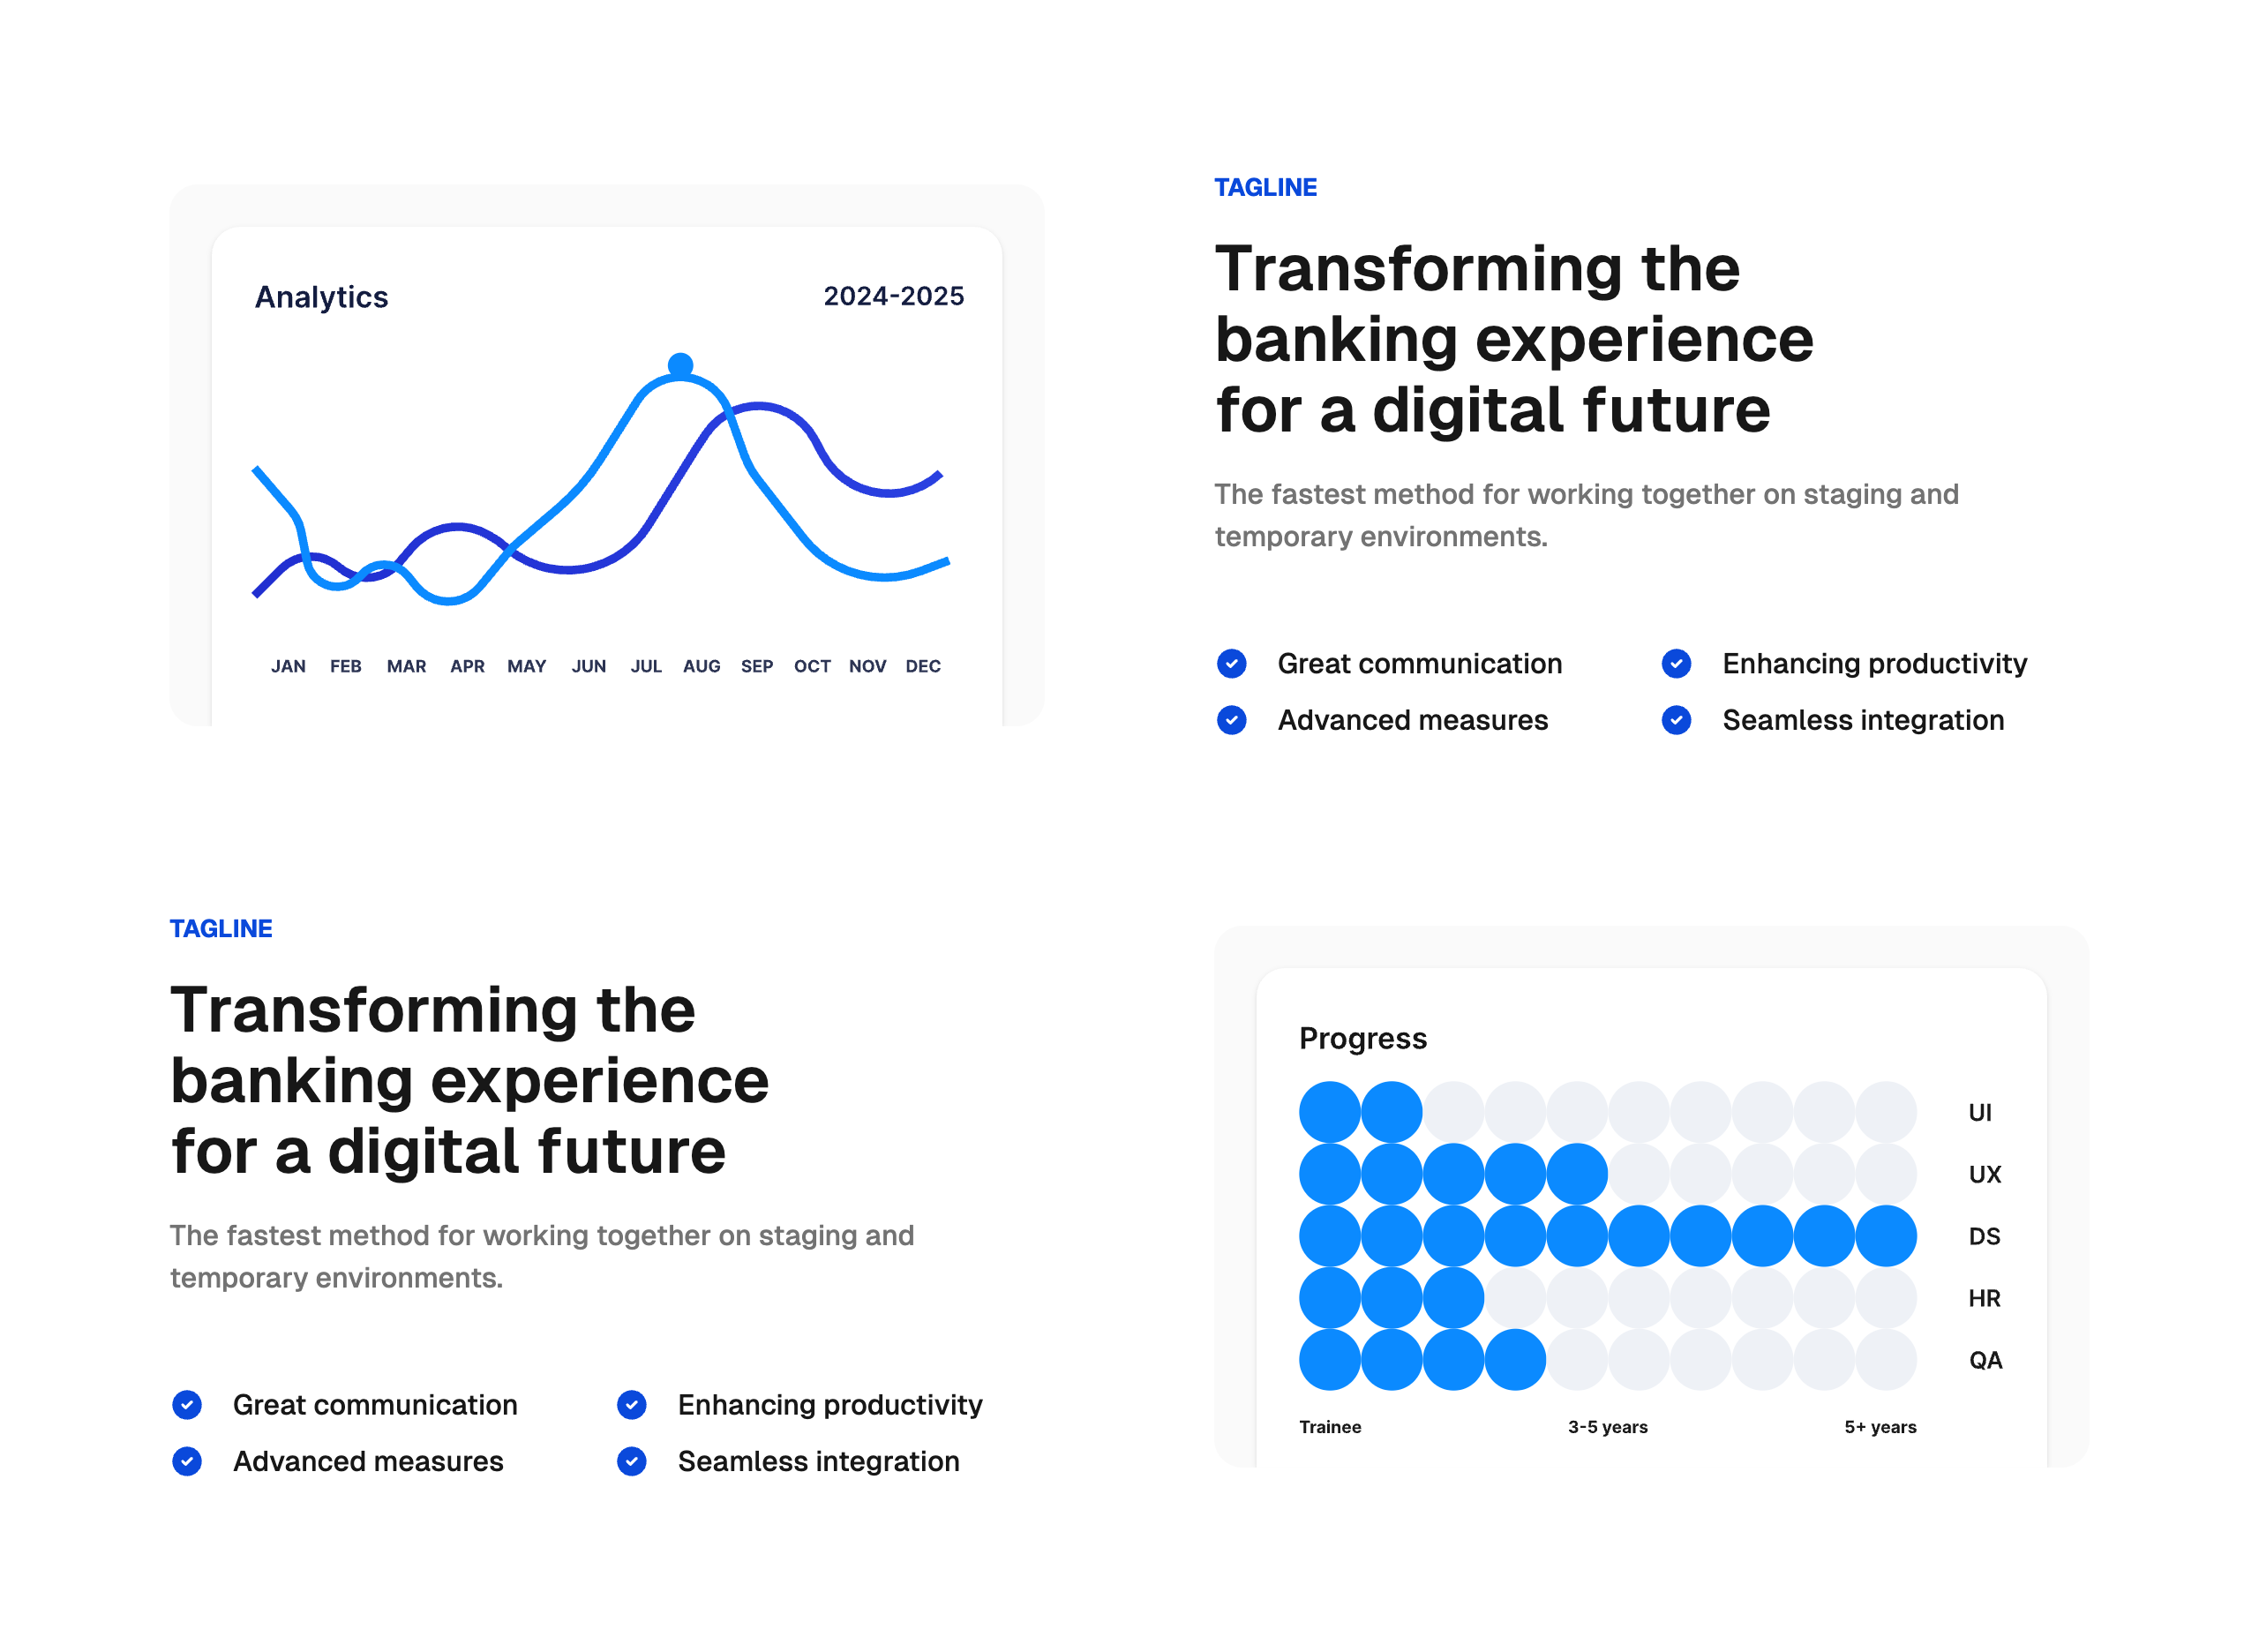 Analytics
2024-2025
JAN FEB MAR APR MAY JUN JUL AUG SEP OCT NOV DEC
TAGLINE
Transforming the
banking experience
for a digital future
The fastest method for working together on staging and
temporary environments.
Great communication
Enhancing productivity
Advanced measures
Seamless integration
TAGLINE
Transforming the
banking experience
for a digital future
The fastest method for working together on staging and
temporary environments.
Great communication
Enhancing productivity
Advanced measures
Seamless integration
Progress
UI
UX
DS
HR
QA
Trainee
3-5 years
5+ years